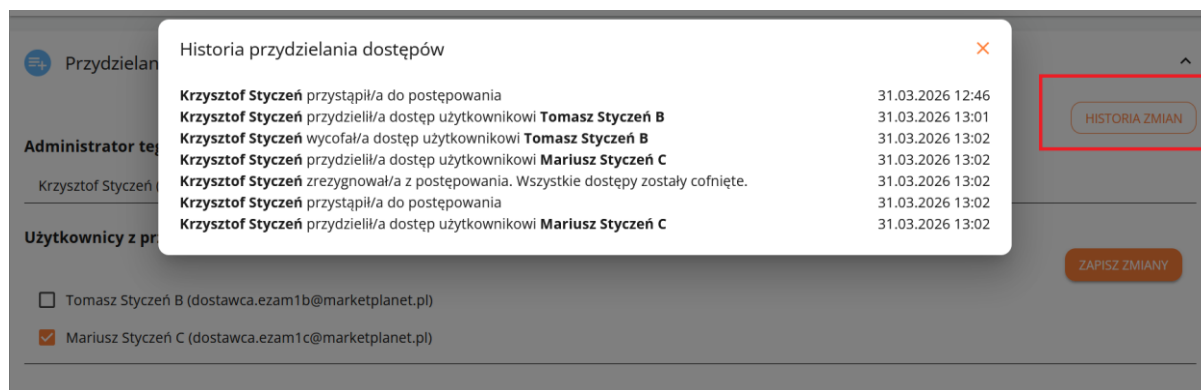 Historia przydzielania dostępów
Przydzielan
Krzysztof Styczeń przystąpił/a do postępowania 31.03.2026 12:46
Krzysztof Styczeń przydzielił/a dostęp użytkownikowi Tomasz Styczeń B 31.03.2026 13:01
HISTORIA ZMIAN
Krzysztof Styczeń wycofał/a dostęp użytkownikowi Tomasz Styczeń B 31.03.2026 13:02
Administrator teg
Krzysztof Styczeń przydzielił/a dostęp użytkownikowi Mariusz Styczeń C 31.03.2026 13:02
Krzysztof Styczeń (
Krzysztof Styczeń zrezygnował/a z postępowania. Wszystkie dostępy zostały cofnięte. 31.03.2026 13:02
Krzysztof Styczeń przystąpił/a do postępowania 31.03.2026 13:02
Krzysztof Styczeń przydzielił/a dostęp użytkownikowi Mariusz Styczeń C 31.03.2026 13:02
Użytkownicy z pr
ZAPISZ ZMIANY
Tomasz Styczeń B (dostawca.ezam1b@marketplanet.pl)
Mariusz Styczeń C (dostawca.ezam1c@marketplanet.pl)